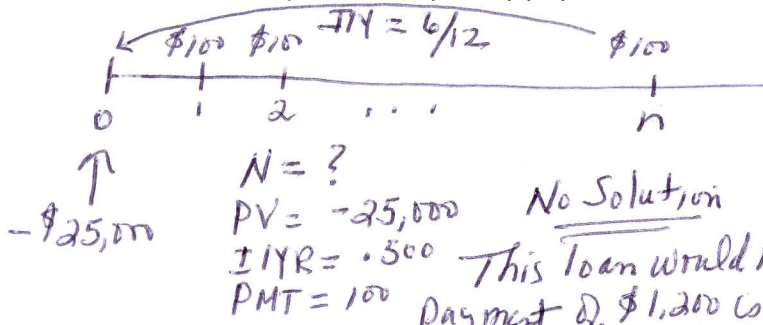 $100 $100 I/Y = 6/12 $100
0 1 2 ... n
-$25,000
N = ?
PV = -25,000 No Solution
I/YR = .500 This loan would
PMT = 100 Payment of $1,200